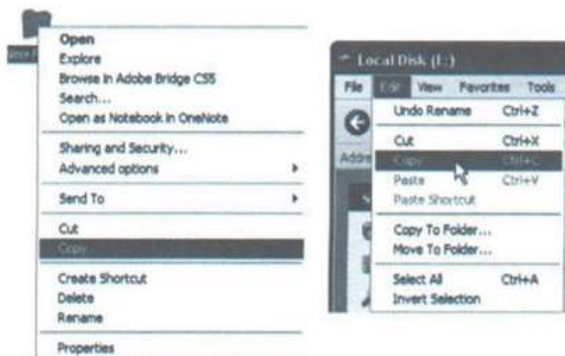 Open
Explore
Browse in Adobe Bridge CS5
Search...
Open as Notebook in OneNote
Sharing and Security...
Advanced options
Send To
Cut
Copy
Create Shortcut
Delete
Rename
Properties
Local Disk (E:)
File Edit View Favorites Tools
Undo Rename Ctrl+Z
Cut Ctrl+X
Copy Ctrl+C
Paste Ctrl+V
Paste Shortcut
Copy To Folder...
Move To Folder...
Select All Ctrl+A
Invert Selection